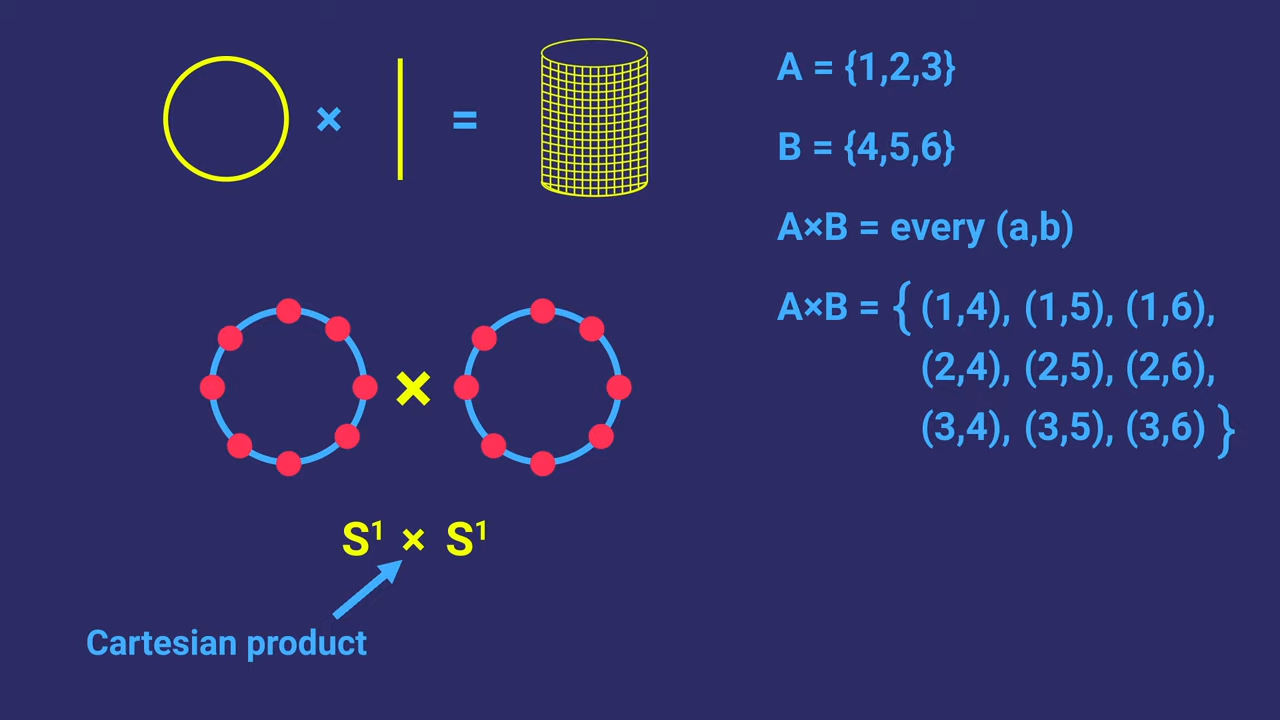 × =
A = {1,2,3}
B = {4,5,6}
A×B = every (a,b)
A×B = { (1,4), (1,5), (1,6),
(2,4), (2,5), (2,6),
(3,4), (3,5), (3,6) }
×
S¹ × S¹
Cartesian product